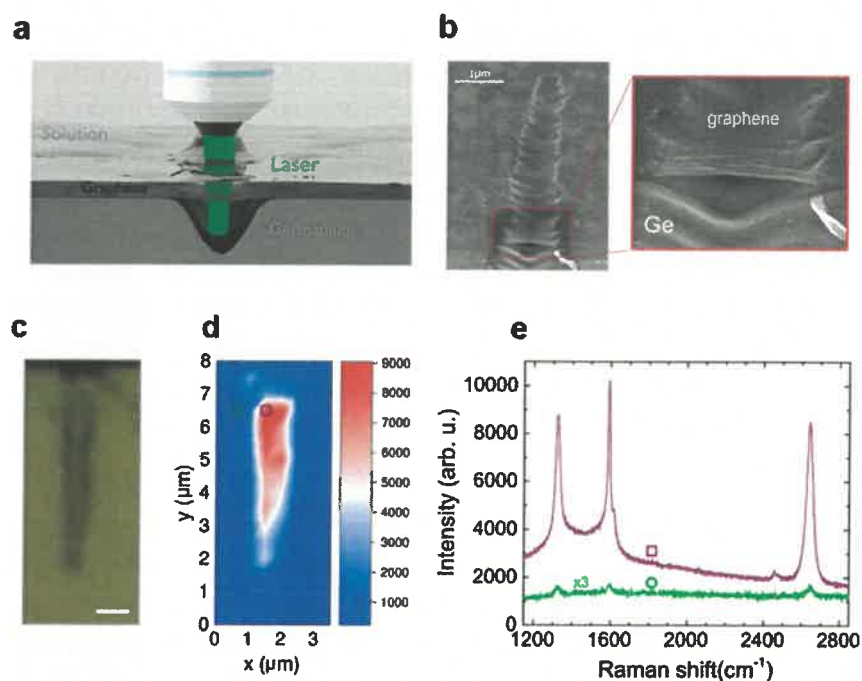 a
Solution
Laser
Graphene
Germanium
b
1μm
graphene
Ge
c
d
8
7
6
5
4
3
2
1
0
y (μm)
0 1 2 3
x (μm)
9000
8000
7000
6000
5000
4000
3000
2000
1000
e
10000
8000
6000
4000
2000
0
Intensity (arb. u.)
x3
1200 1600 2000 2400 2800
Raman shift(cm⁻¹)